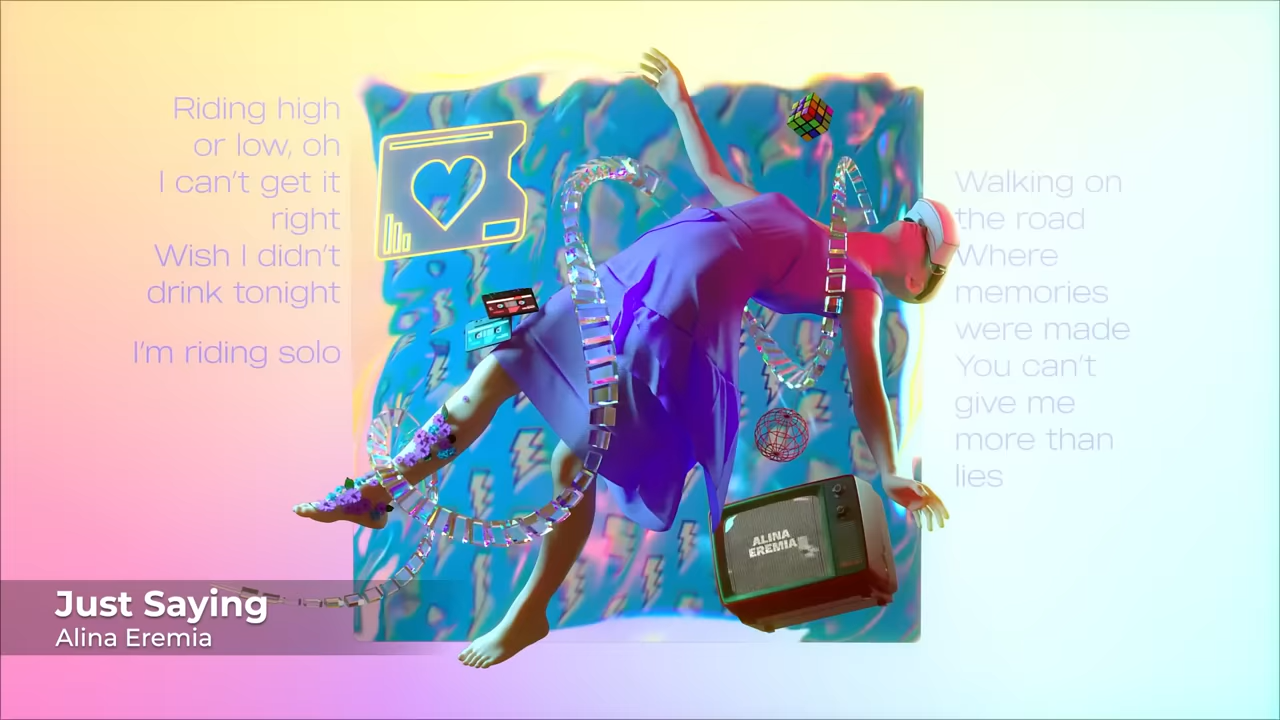 Riding high
or low, oh
I can't get it
right
Wish I didn't
drink tonight
I'm riding solo
Walking on
the road
Where
memories
were made
You can't
give me
more than
lies
ALINA
EREMIA
Just Saying
Alina Eremia